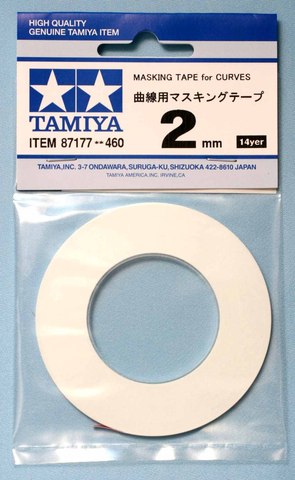 HIGH QUALITY
GENUINE TAMIYA ITEM
MASKING TAPE for CURVES
曲線用マスキングテープ
TAMIYA
2 mm
ITEM 87177**460
14yer
TAMIYA,INC. 3-7 ONDAWARA,SURUGA-KU,SHIZUOKA 422-8610 JAPAN
TAMIYA AMERICA INC. IRVINE,CA